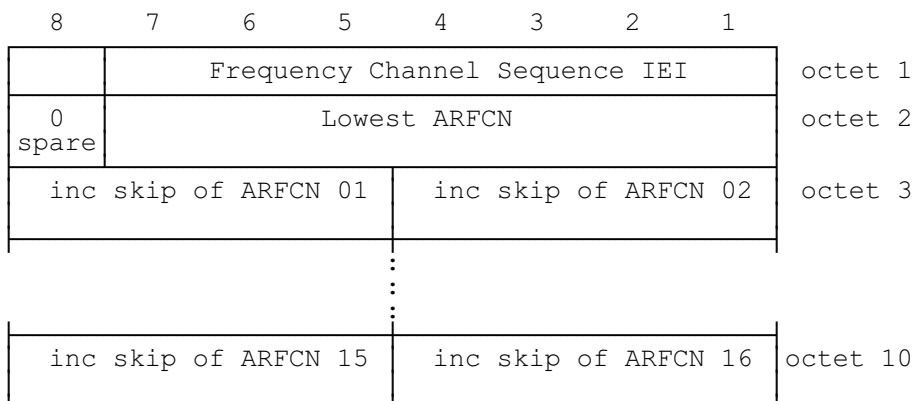 8 7 6 5 4 3 2 1
Frequency Channel Sequence IEI octet 1
0 Lowest ARFCN octet 2
spare
inc skip of ARFCN 01 inc skip of ARFCN 02 octet 3
inc skip of ARFCN 15 inc skip of ARFCN 16 octet 10